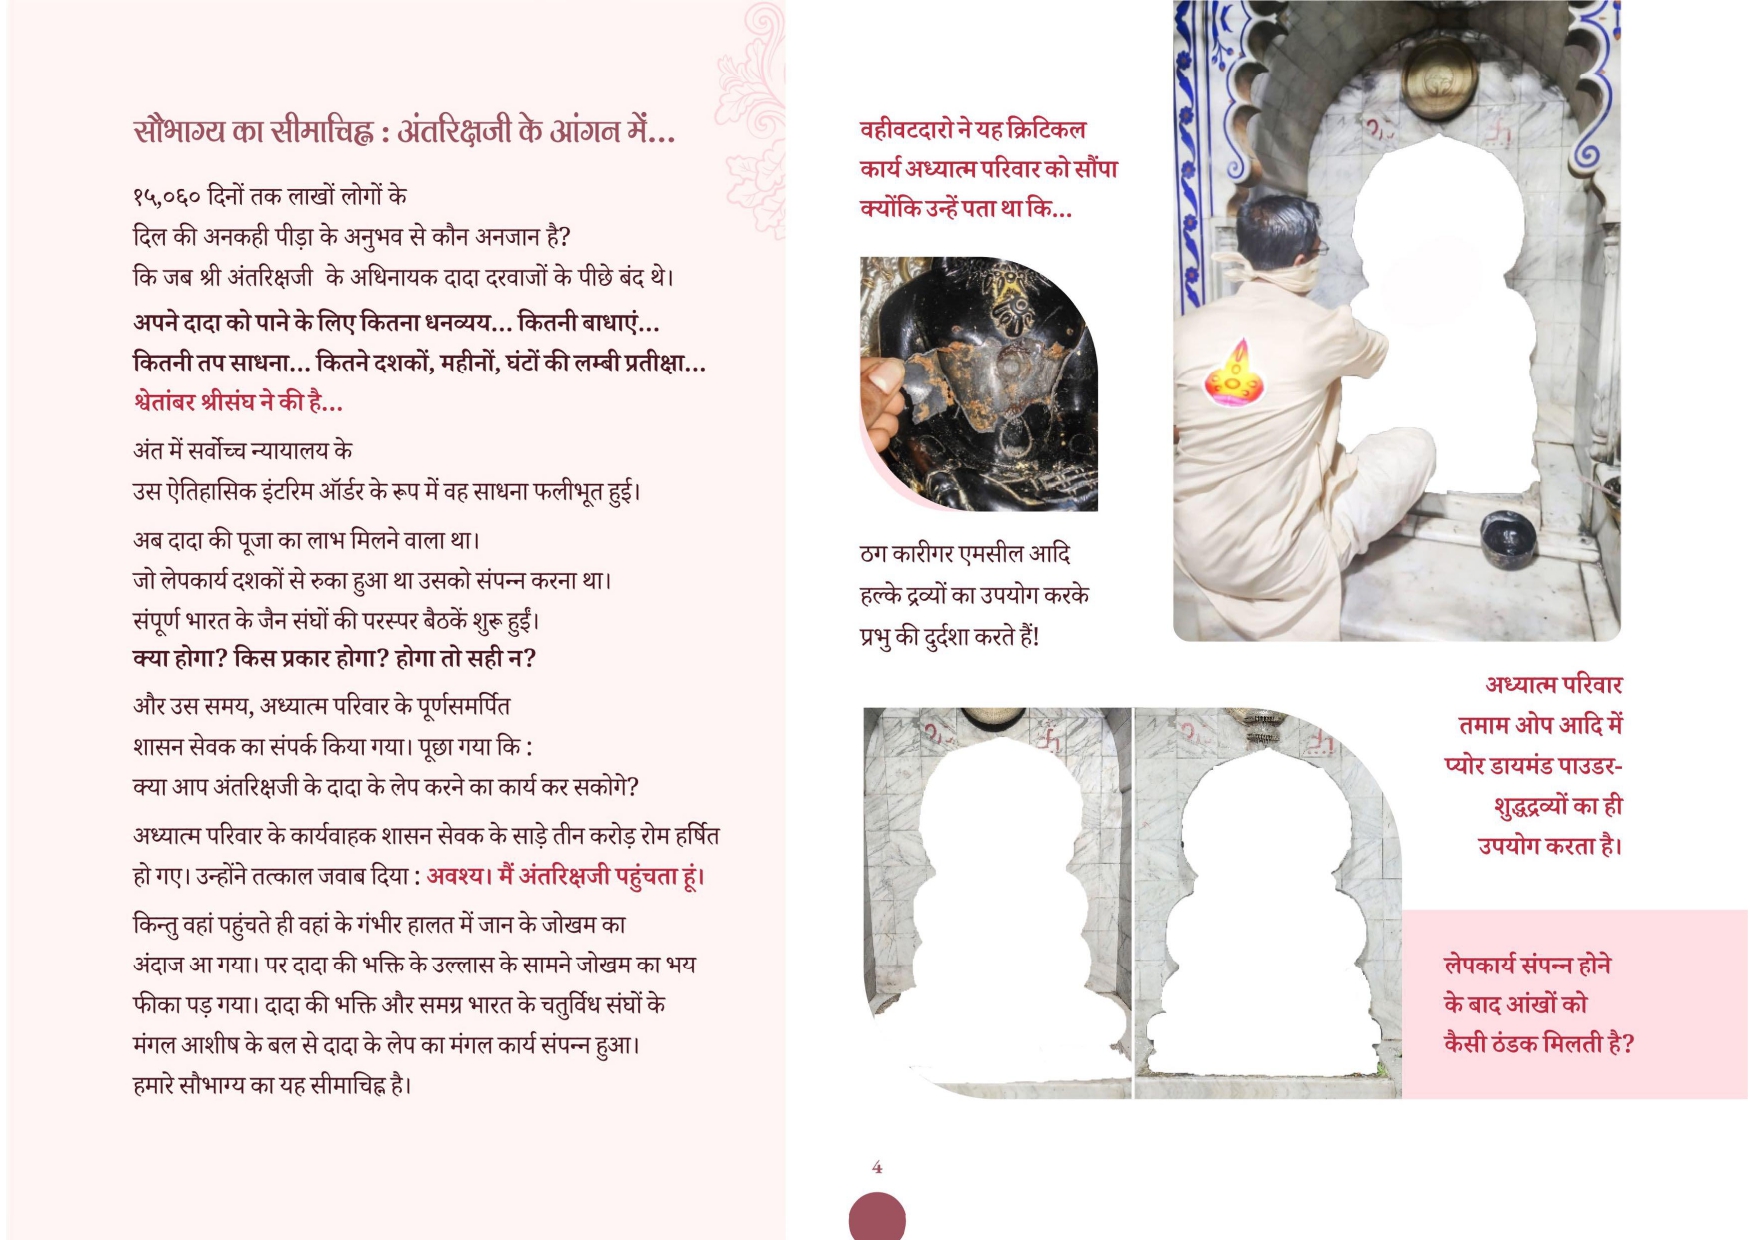 सौभाग्य का सीमाचिह्न : अंतरिक्षजी के आंगन में...
१५,०६० दिनों तक लाखों लोगों के
दिल की अनकही पीड़ा के अनुभव से कौन अनजान है?
कि जब श्री अंतरिक्षजी के अधिनायक दादा दरवाजों के पीछे बंद थे।
अपने दादा को पाने के लिए कितना धनव्यय... कितनी बाधाएं...
कितनी तप साधना... कितने दशकों, महीनों, घंटों की लम्बी प्रतीक्षा...
श्वेतांबर श्रीसंघ ने की है...
अंत में सर्वोच्च न्यायालय के
उस ऐतिहासिक इंटरिम ऑर्डर के रूप में वह साधना फलीभूत हुई।
अब दादा की पूजा का लाभ मिलने वाला था।
जो लेपकार्य दशकों से रुका हुआ था उसको संपन्न करना था।
संपूर्ण भारत के जैन संघों की परस्पर बैठकें शुरू हुईं।
क्या होगा? किस प्रकार होगा? होगा तो सही न?
और उस समय, अध्यात्म परिवार के पूर्णसमर्पित
शासन सेवक का संपर्क किया गया। पूछा गया कि :
क्या आप अंतरिक्षजी के दादा के लेप करने का कार्य कर सकोगे?
अध्यात्म परिवार के कार्यवाहक शासन सेवक के साड़े तीन करोड़ रोम हर्षित
हो गए। उन्होंने तत्काल जवाब दिया : अवश्य। मैं अंतरिक्षजी पहुंचता हूं।
किन्तु वहां पहुंचते ही वहां के गंभीर हालत में जान के जोखम का
अंदाज आ गया। पर दादा की भक्ति के उल्लास के सामने जोखम का भय
फीका पड़ गया। दादा की भक्ति और समग्र भारत के चतुर्विध संघों के
मंगल आशीष के बल से दादा के लेप का मंगल कार्य संपन्न हुआ।
हमारे सौभाग्य का यह सीमाचिह्न है।
वहीवटदारो ने यह क्रिटिकल
कार्य अध्यात्म परिवार को सौंपा
क्योंकि उन्हें पता था कि...
ठग कारीगर एमसील आदि
हल्के द्रव्यों का उपयोग करके
प्रभु की दुर्दशा करते हैं!
अध्यात्म परिवार
तमाम ओप आदि में
प्योर डायमंड पाउडर-
शुद्धद्रव्यों का ही
उपयोग करता है।
लेपकार्य संपन्न होने
के बाद आंखों को
कैसी ठंडक मिलती है?
4